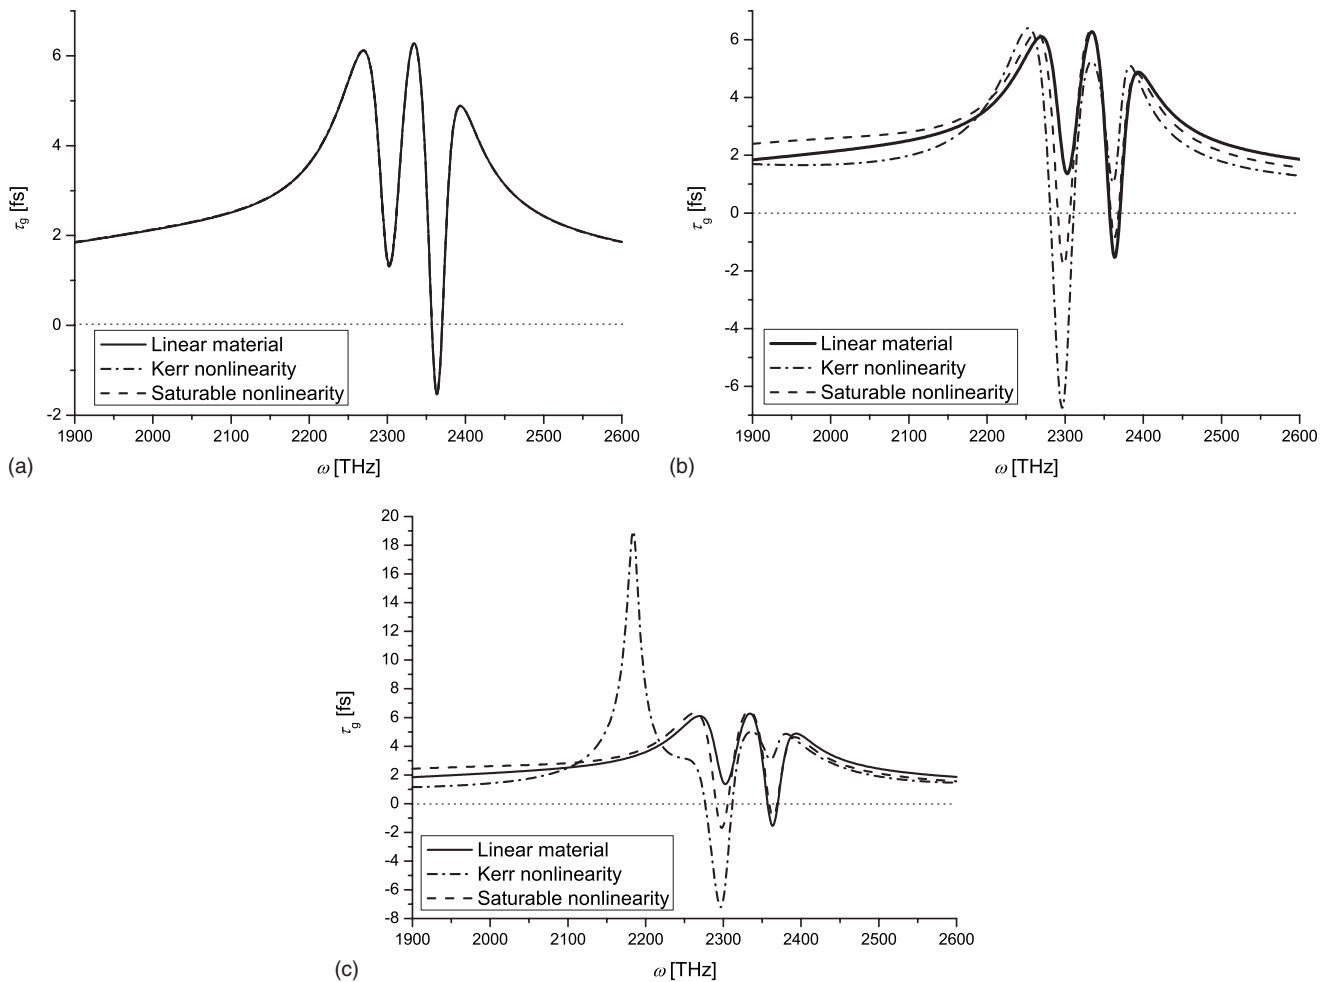 6
4
2
0
-2
τg [fs]
Linear material
Kerr nonlinearity
Saturable nonlinearity
1900 2000 2100 2200 2300 2400 2500 2600
ω [THz]
(a)
6
4
2
0
-2
-4
-6
τg [fs]
Linear material
Kerr nonlinearity
Saturable nonlinearity
1900 2000 2100 2200 2300 2400 2500 2600
ω [THz]
(b)
20
18
16
14
12
10
8
6
4
2
0
-2
-4
-6
-8
τg [fs]
Linear material
Kerr nonlinearity
Saturable nonlinearity
1900 2000 2100 2200 2300 2400 2500 2600
ω [THz]
(c)